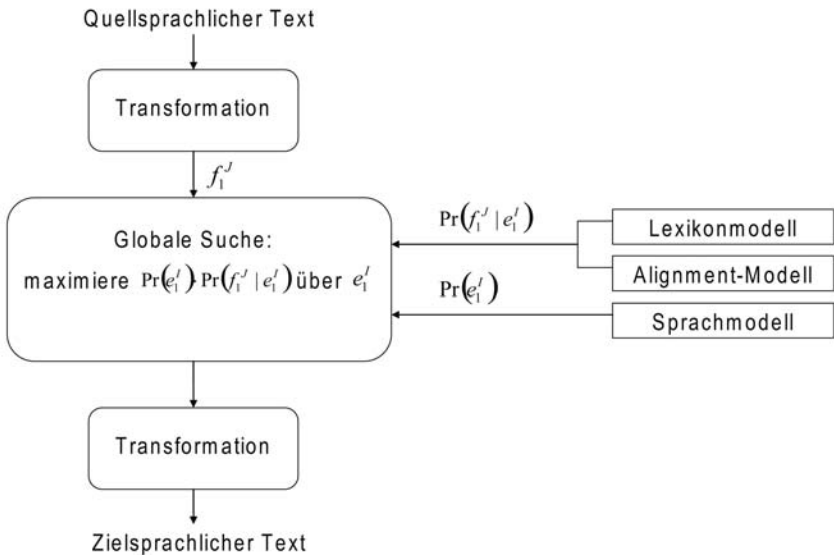 Quellsprachlicher Text
Transformation
f₁ᴶ
Globale Suche:
maximiere Pr(e₁ᴵ)·Pr(f₁ᴶ | e₁ᴵ) über e₁ᴵ
Pr(f₁ᴶ | e₁ᴵ)
Lexikonmodell
Alignment-Modell
Pr(e₁ᴵ)
Sprachmodell
Transformation
Zielsprachlicher Text